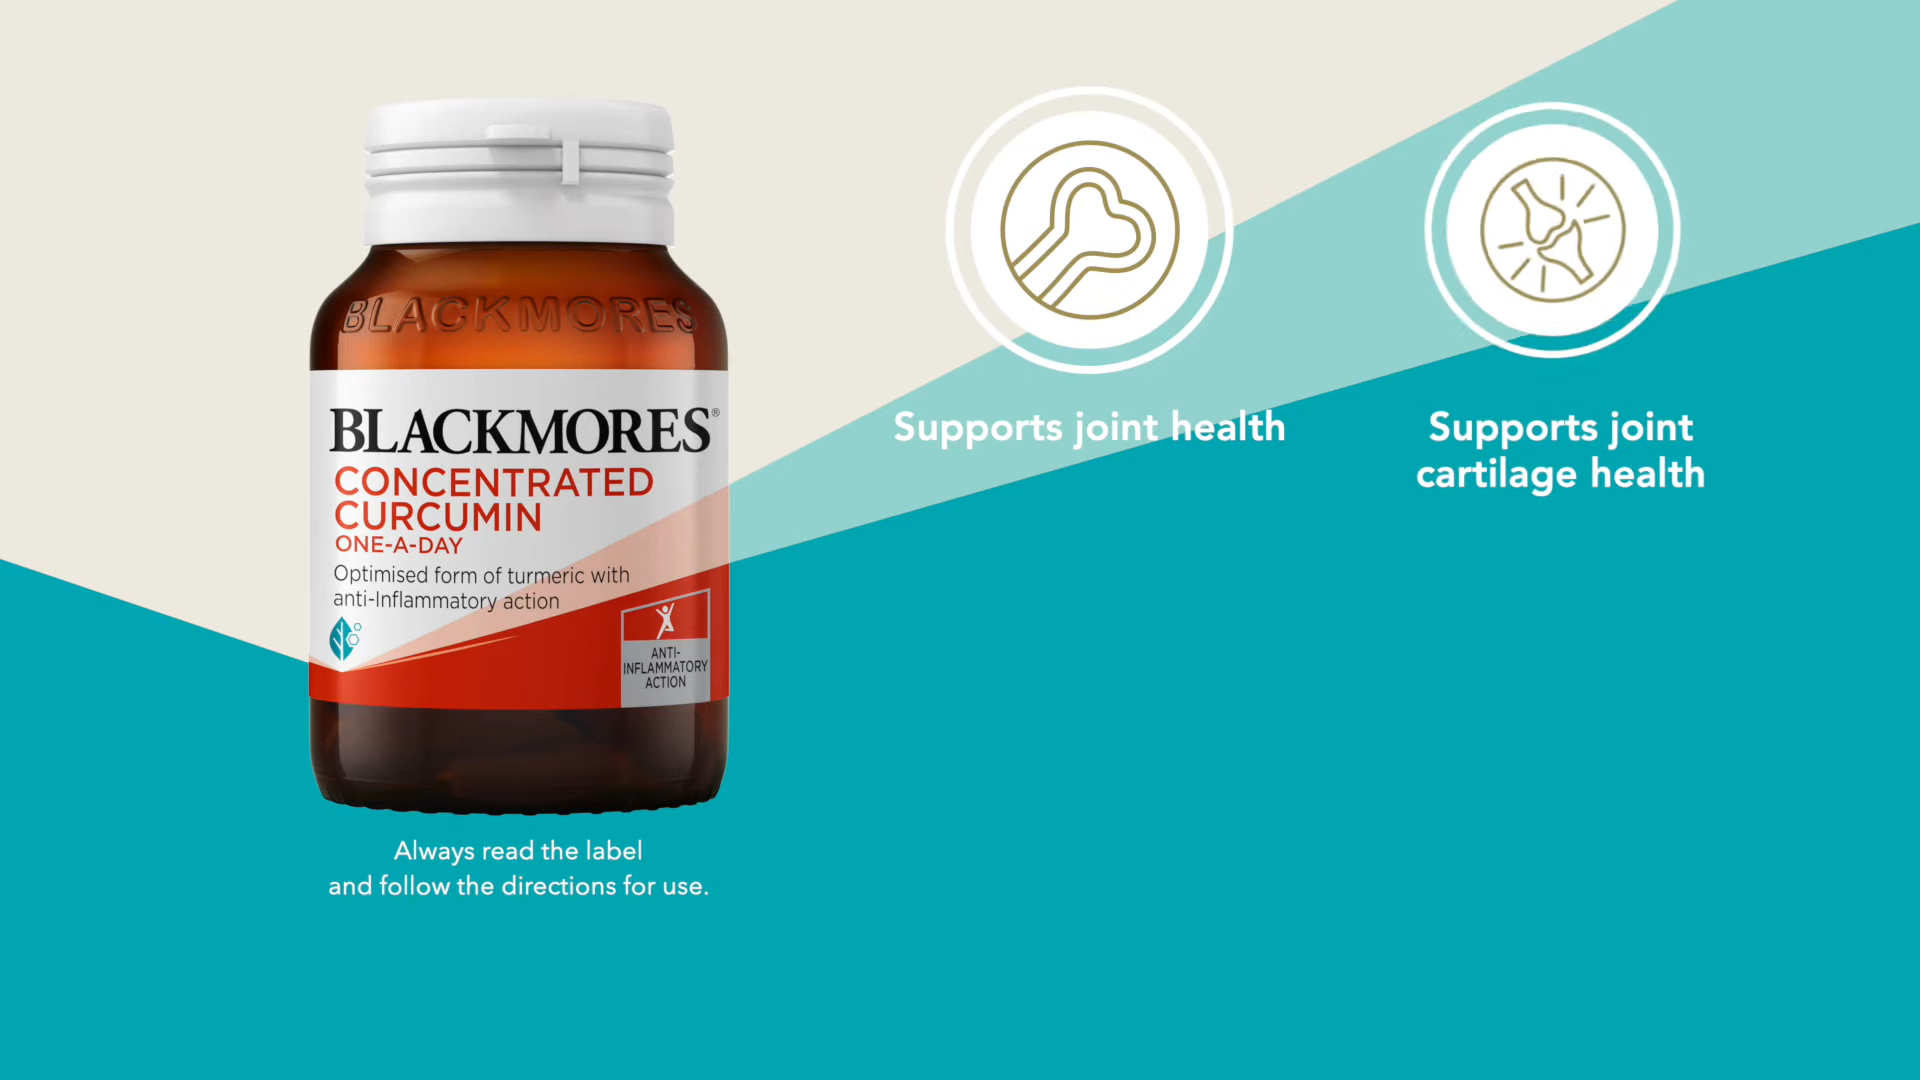 BLACKMORES
BLACKMORES®
CONCENTRATED
CURCUMIN
ONE-A-DAY
Optimised form of turmeric with
anti-Inflammatory action
ANTI-
INFLAMMATORY
ACTION
Always read the label
and follow the directions for use.
Supports joint health
Supports joint
cartilage health